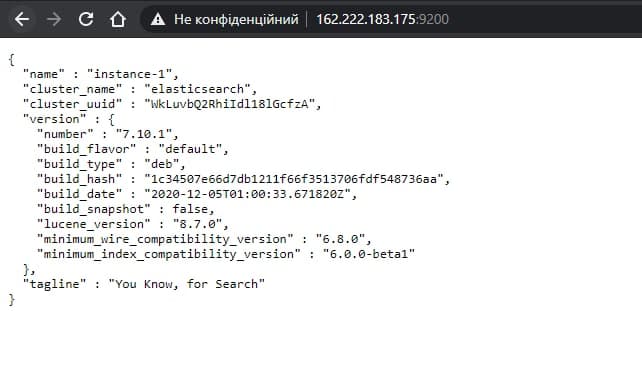 Не конфіденційний 162.222.183.175:9200
{
"name" : "instance-1",
"cluster_name" : "elasticsearch",
"cluster_uuid" : "WkLuvbQ2RhiIdl18lGcfzA",
"version" : {
"number" : "7.10.1",
"build_flavor" : "default",
"build_type" : "deb",
"build_hash" : "1c34507e66d7db1211f66f3513706fdf548736aa",
"build_date" : "2020-12-05T01:00:33.671820Z",
"build_snapshot" : false,
"lucene_version" : "8.7.0",
"minimum_wire_compatibility_version" : "6.8.0",
"minimum_index_compatibility_version" : "6.0.0-beta1"
},
"tagline" : "You Know, for Search"
}